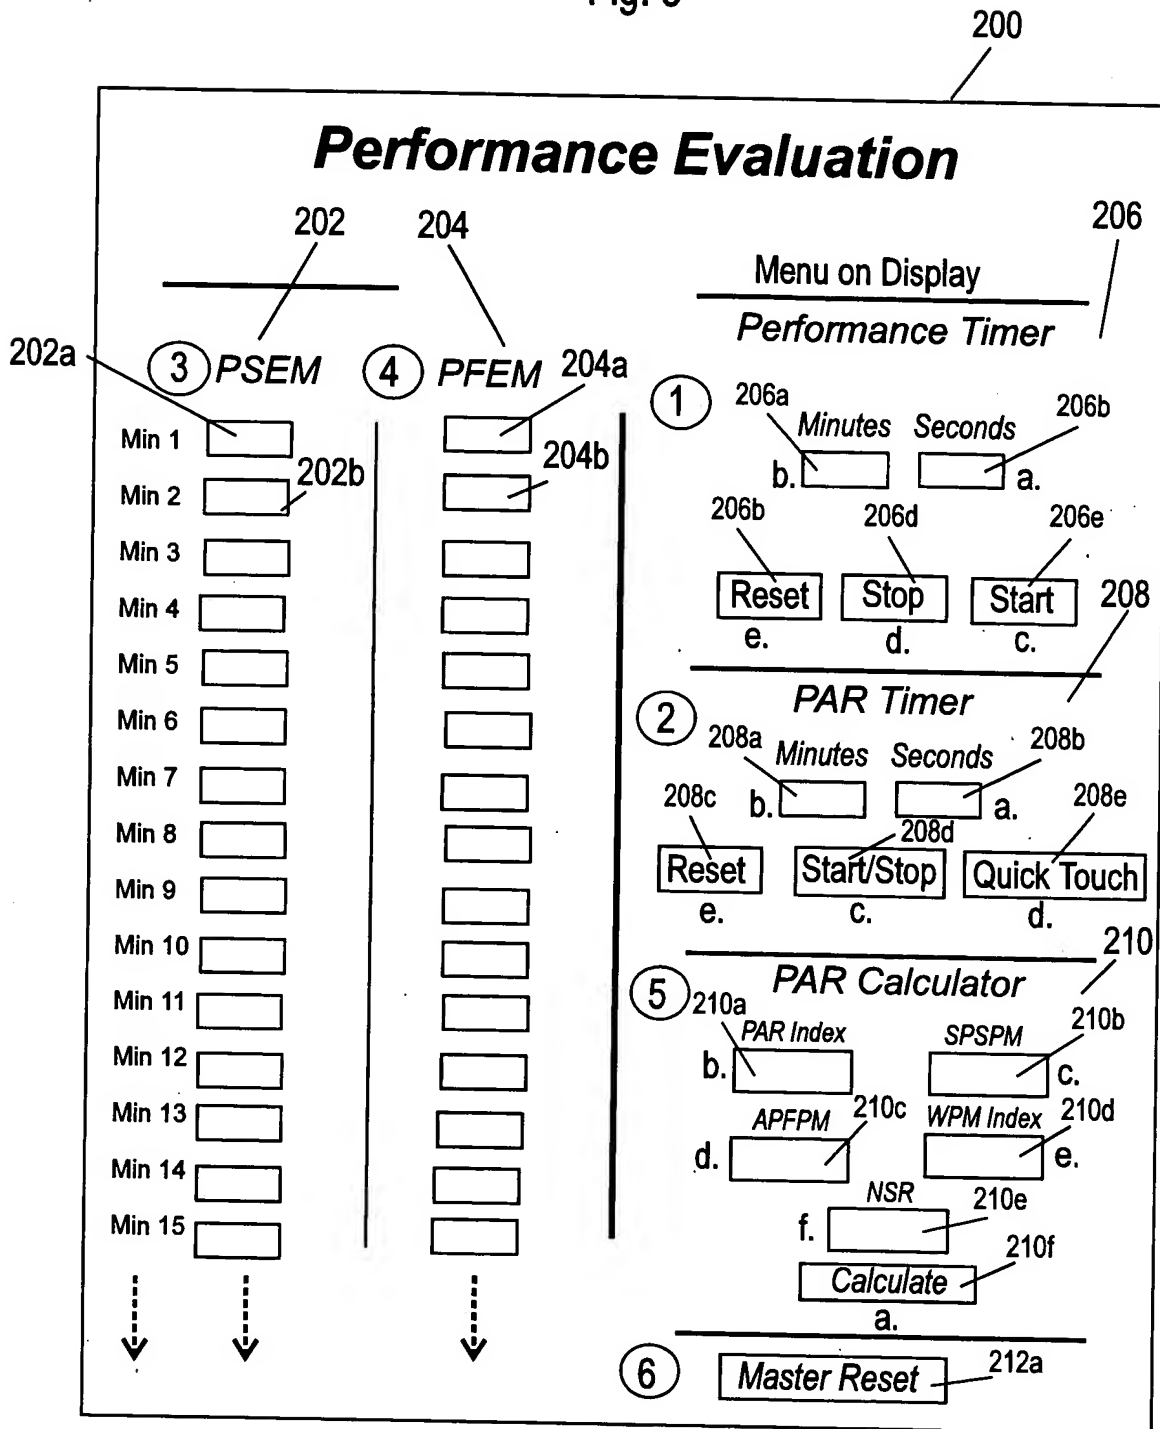 200
Performance Evaluation
202
204
206
Menu on Display
Performance Timer
202a
3 PSEM
4 PFEM
204a
1
206a
Minutes
Seconds
206b
Min 1
b.
a.
204b
Min 2
202b
206b
206d
206e
Min 3
Reset
Stop
Start
208
Min 4
e.
d.
c.
Min 5
PAR Timer
2
Min 6
208a
Minutes
Seconds
208b
Min 7
b.
a.
208c
208d
208e
Min 8
Reset
Start/Stop
Quick Touch
Min 9
e.
c.
d.
Min 10
210
PAR Calculator
5
Min 11
210a
PAR Index
SPSPM
210b
Min 12
b.
c.
Min 13
APFPM
210c
WPM Index
210d
Min 14
d.
e.
NSR
210e
Min 15
f.
210f
Calculate
a.
6
Master Reset
212a